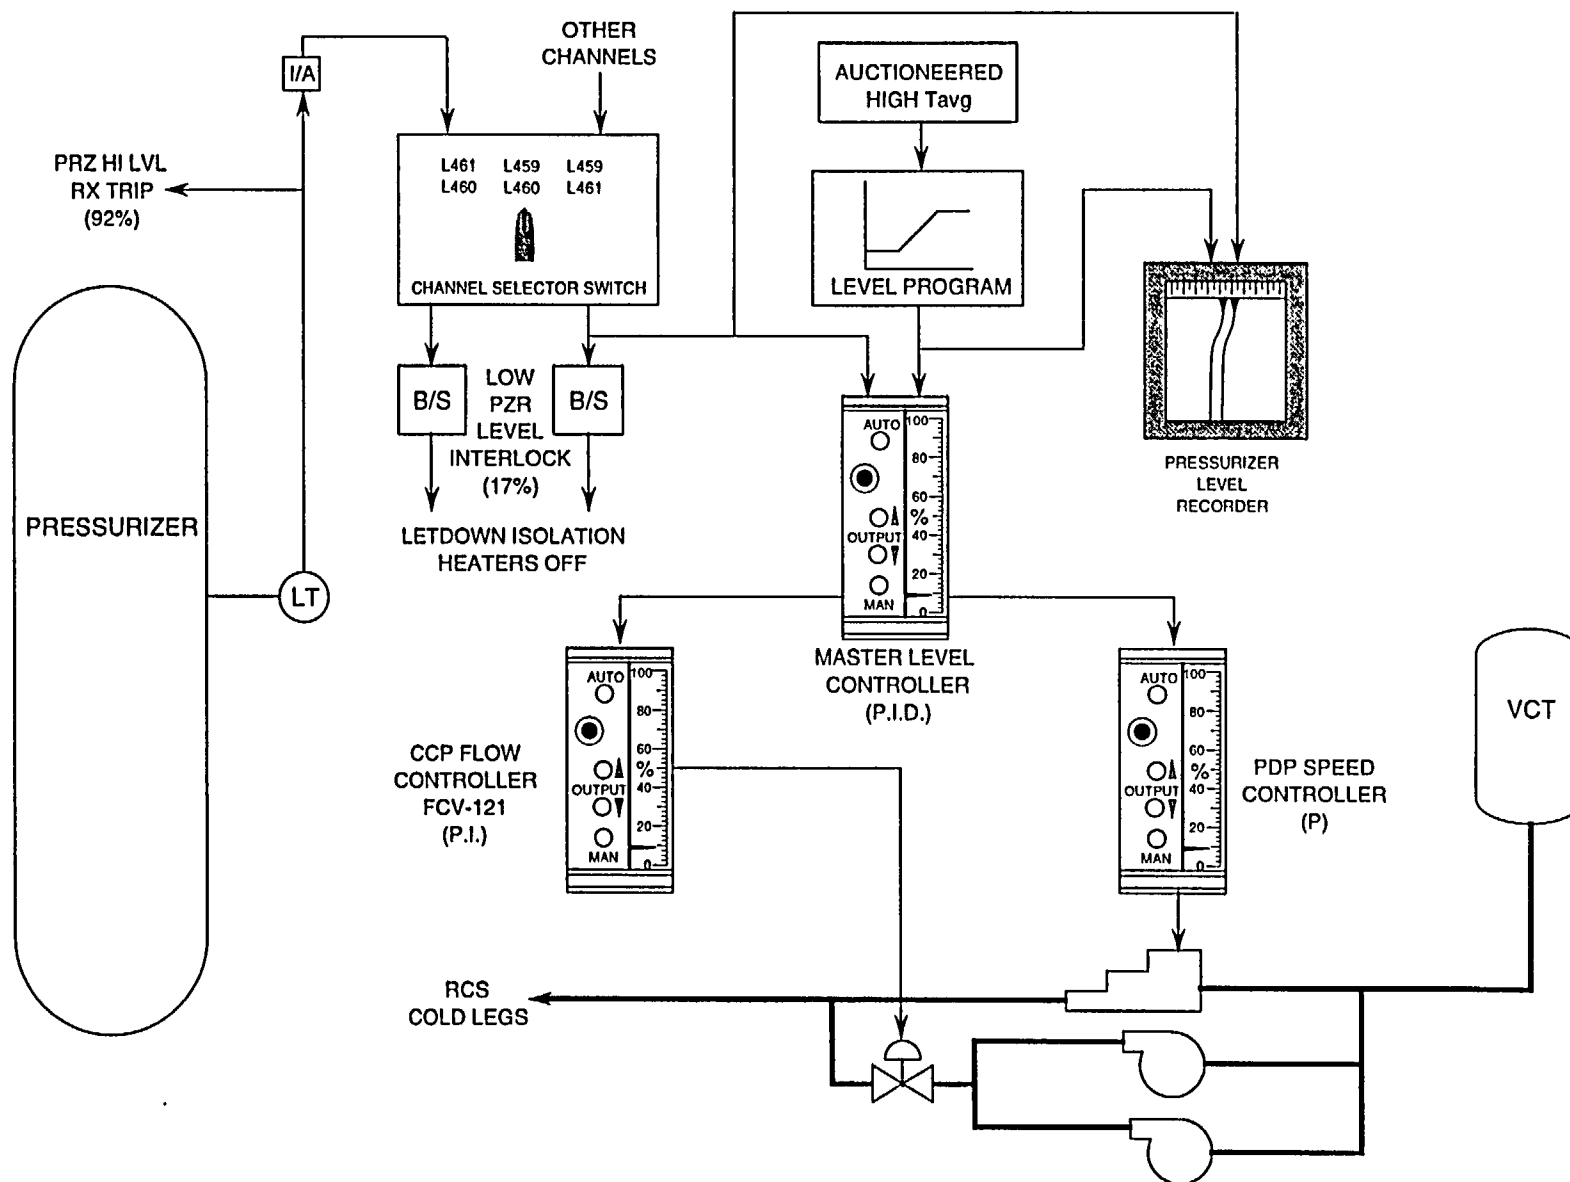 OTHER
CHANNELS
I/A
AUCTIONEERED
HIGH Tavg
PRZ HI LVL
RX TRIP
(92%)
L461 L459 L459
L460 L460 L461
CHANNEL SELECTOR SWITCH
LEVEL PROGRAM
B/S
LOW
PZR
LEVEL
INTERLOCK
(17%)
B/S
LETDOWN ISOLATION
HEATERS OFF
PRESSURIZER
LEVEL
RECORDER
PRESSURIZER
LT
AUTO
OUTPUT
MAN
100
80
60
%
40
20
0
MASTER LEVEL
CONTROLLER
(P.I.D.)
CCP FLOW
CONTROLLER
FCV-121
(P.I.)
AUTO
OUTPUT
MAN
100
80
60
%
40
20
0
AUTO
OUTPUT
MAN
100
80
60
%
40
20
0
PDP SPEED
CONTROLLER
(P)
VCT
RCS
COLD LEGS